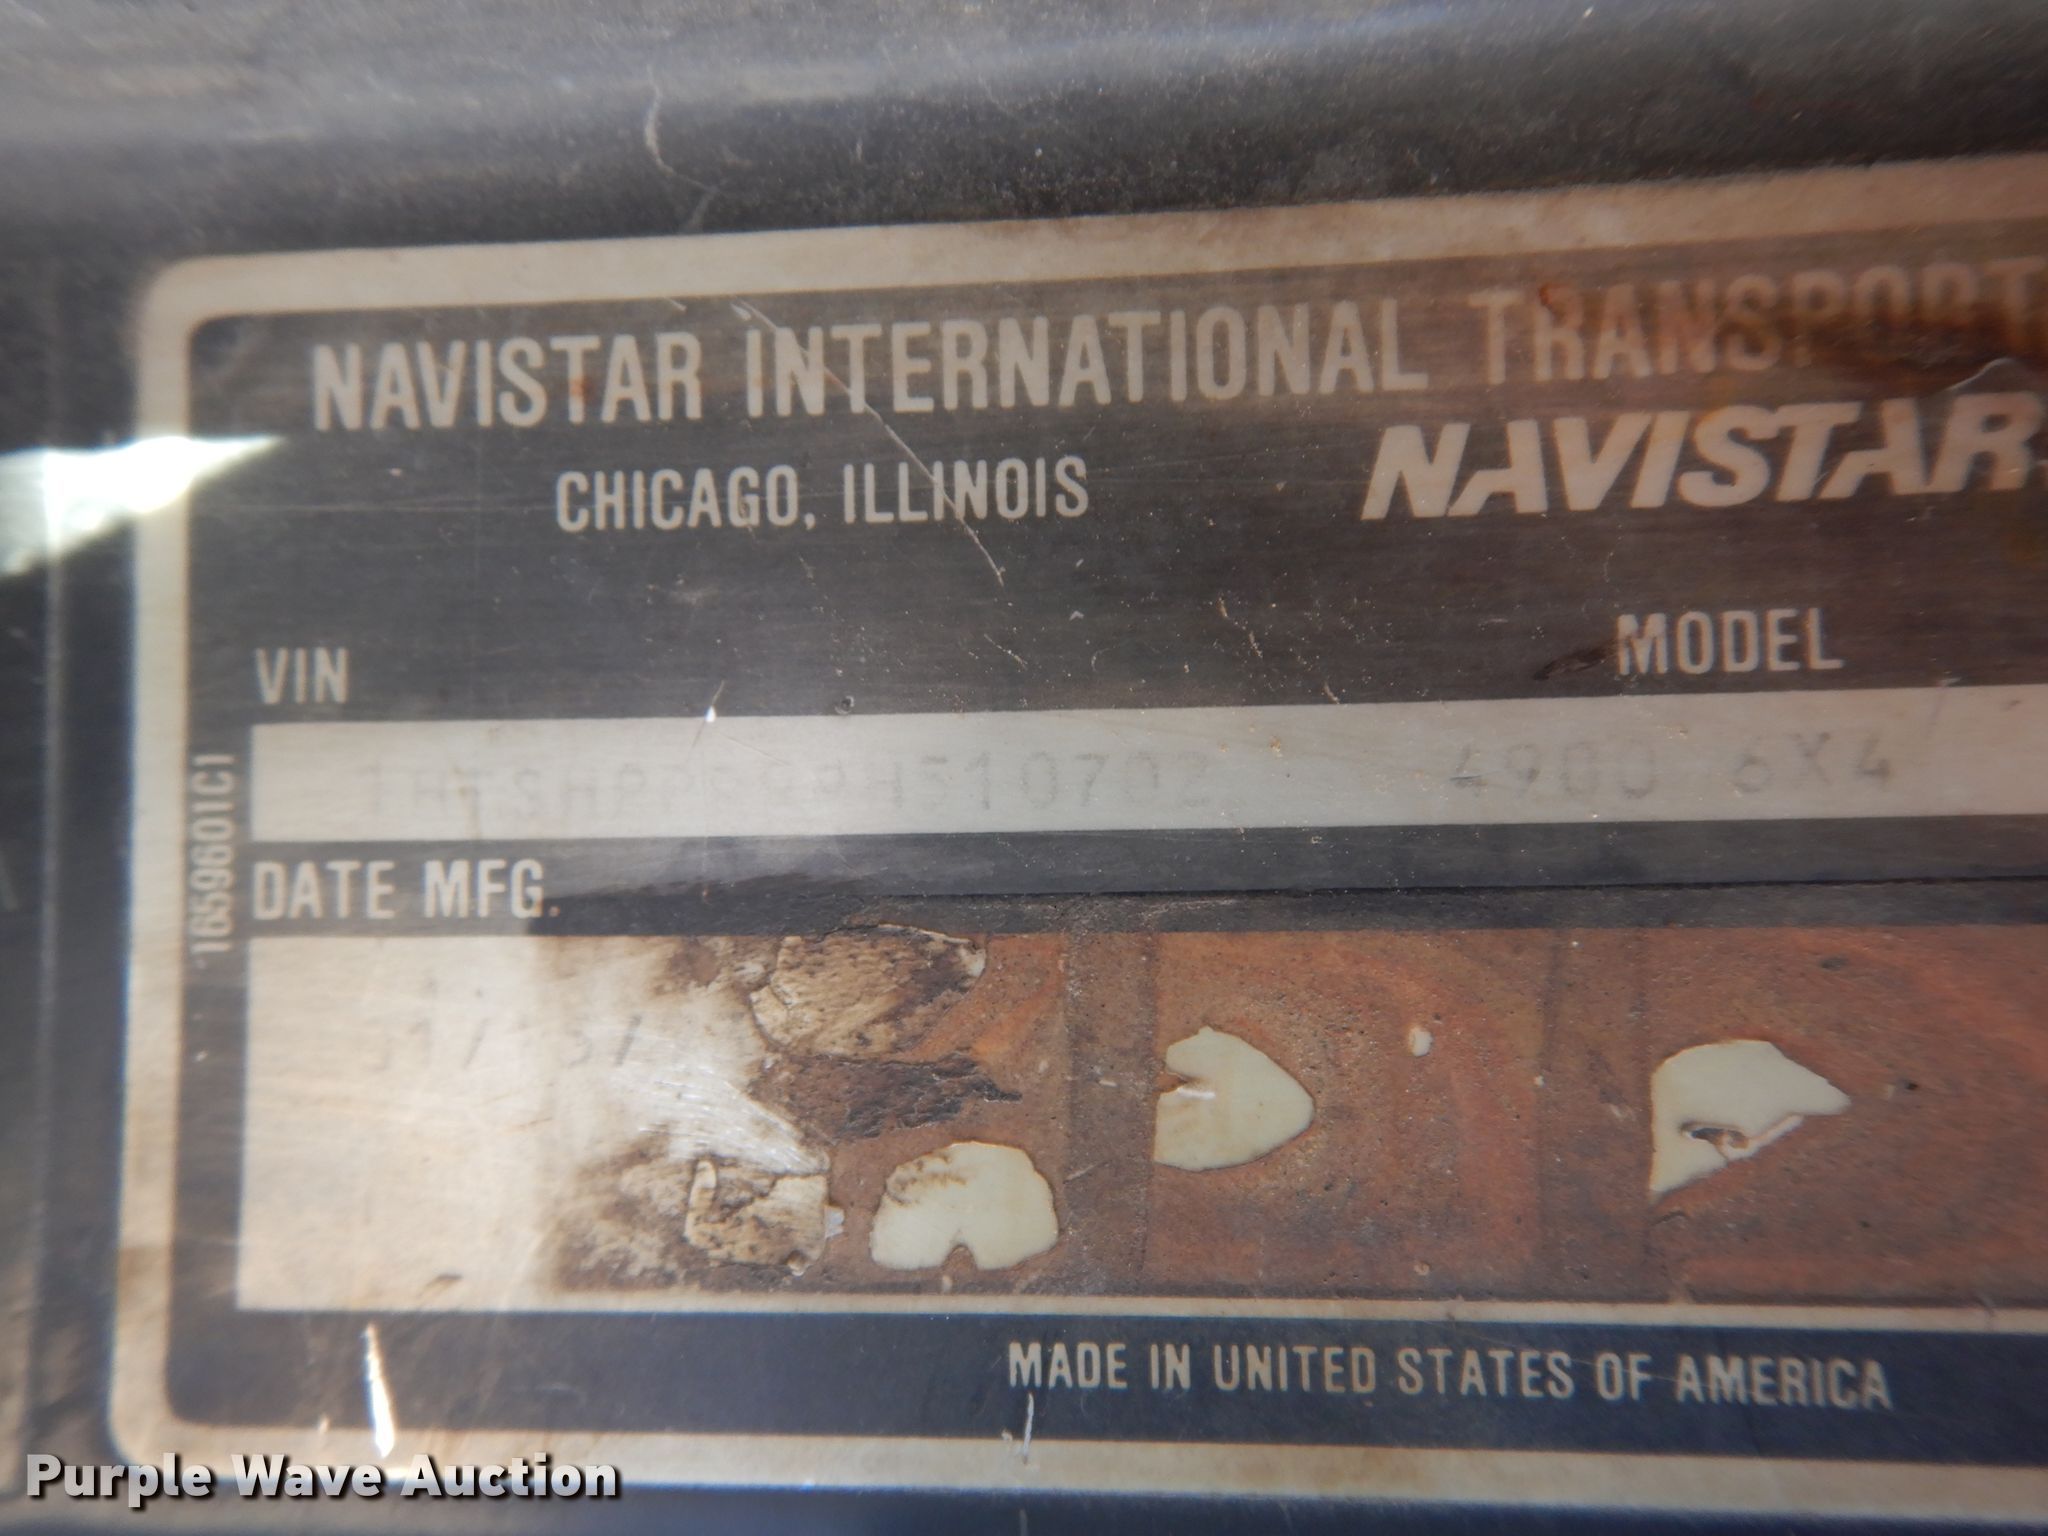 NAVISTAR INTERNATIONAL TRANSPORT
CHICAGO, ILLINOIS
NAVISTAR
VIN
MODEL
4900 6X4
1659601C1
DATE MFG.
MADE IN UNITED STATES OF AMERICA
Purple Wave Auction